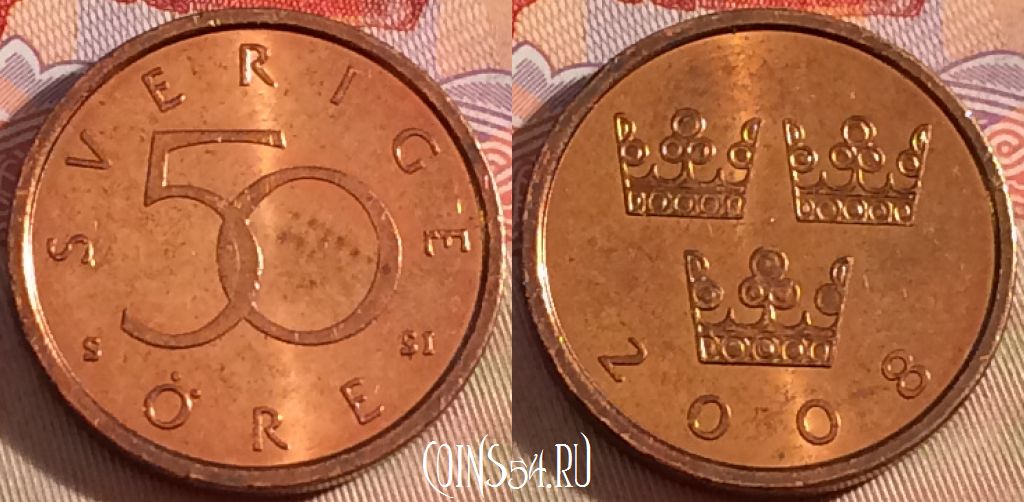 SVERIGE
50
S SI
ÖRE
2008
COINS54.RU